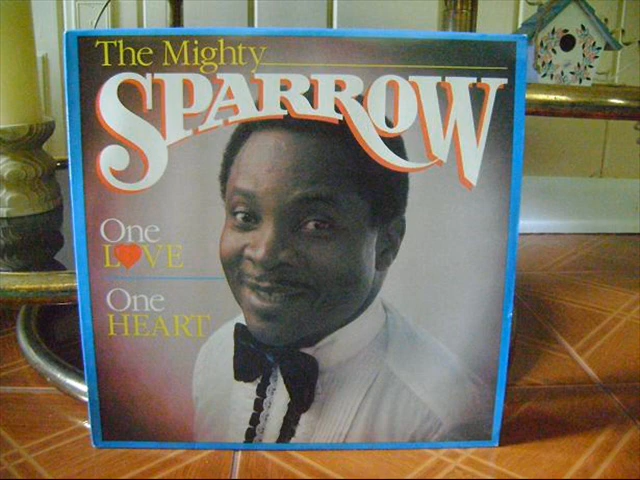 The Mighty
SPARROW
One
LOVE
One
HEART